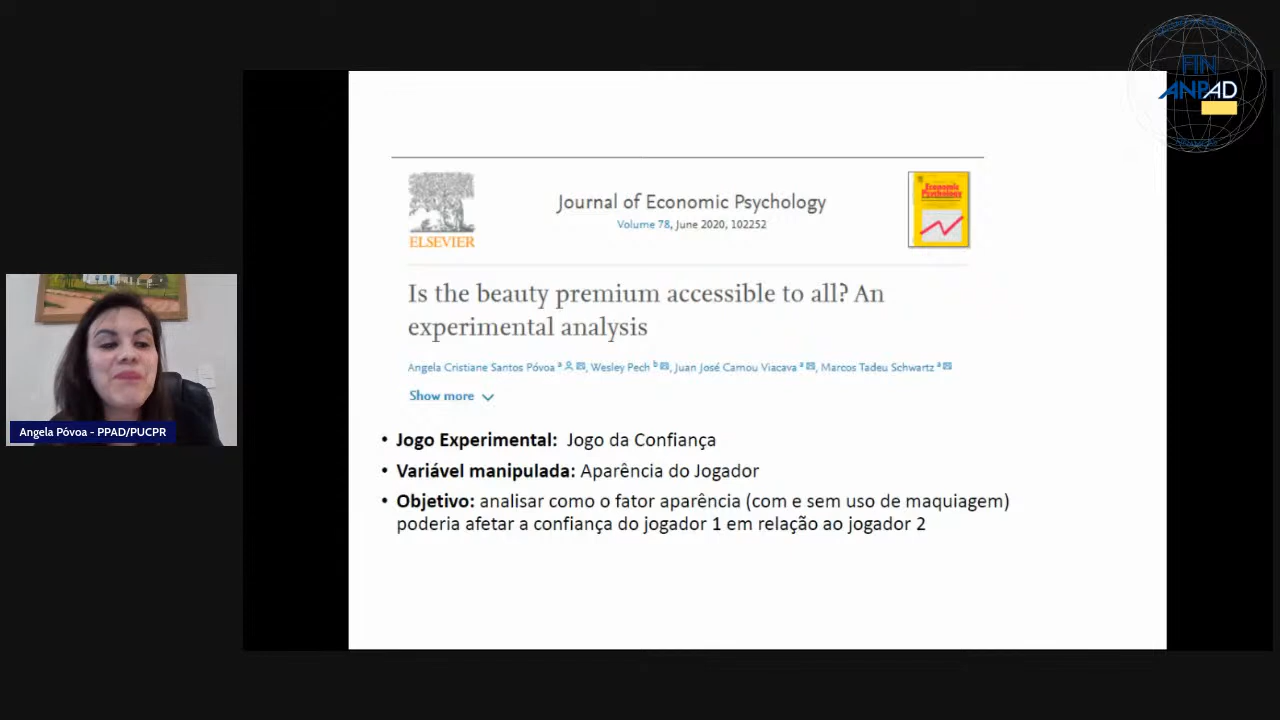 FIN
ANPAD
ELSEVIER
Journal of Economic Psychology
Volume 78, June 2020, 102252
Economic
Psychology
Is the beauty premium accessible to all? An
experimental analysis
Angela Cristiane Santos Póvoa a, Wesley Pech b, Juan José Camou Viacava a, Marcos Tadeu Schwartz a
Show more
• Jogo Experimental: Jogo da Confiança
• Variável manipulada: Aparência do Jogador
• Objetivo: analisar como o fator aparência (com e sem uso de maquiagem)
poderia afetar a confiança do jogador 1 em relação ao jogador 2
Angela Póvoa - PPAD/PUCPR